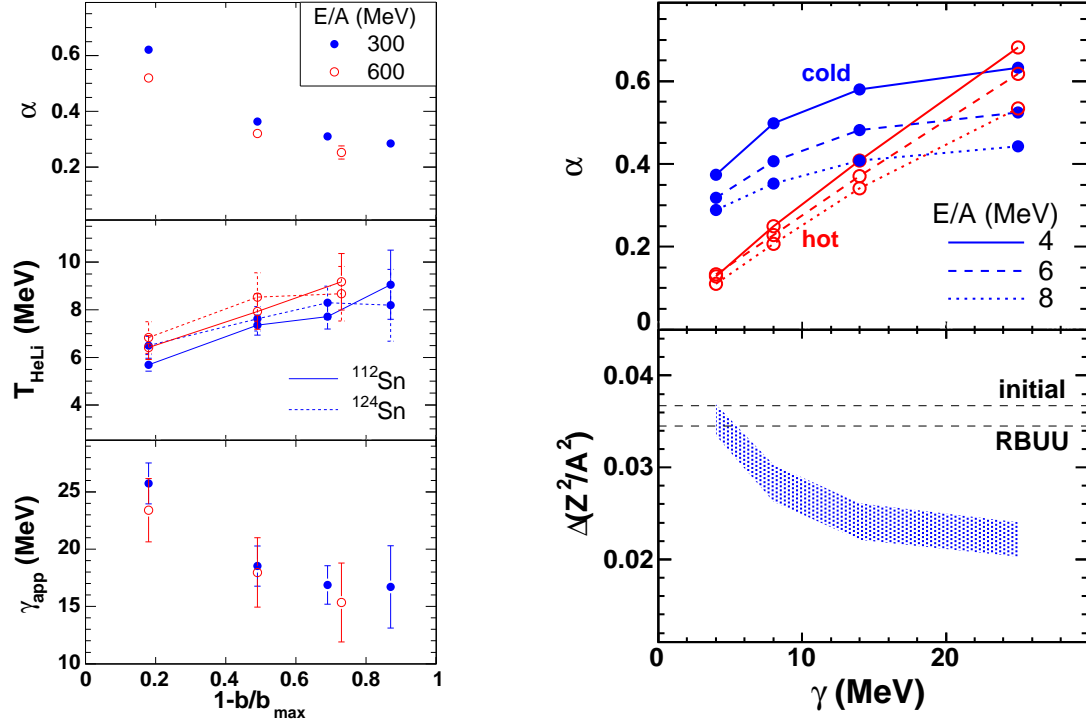 E/A (MeV)
300
600
α
0.6
0.4
0.2
T_HeLi (MeV)
10
8
6
4
¹¹²Sn
¹²⁴Sn
γ_app (MeV)
25
20
15
10
0 0.2 0.4 0.6 0.8 1
1-b/b_max
α
0.6
0.4
0.2
0
cold
hot
E/A (MeV)
4
6
8
Δ(Z²/A²)
0.04
0.03
0.02
initial
RBUU
0 10 20
γ (MeV)